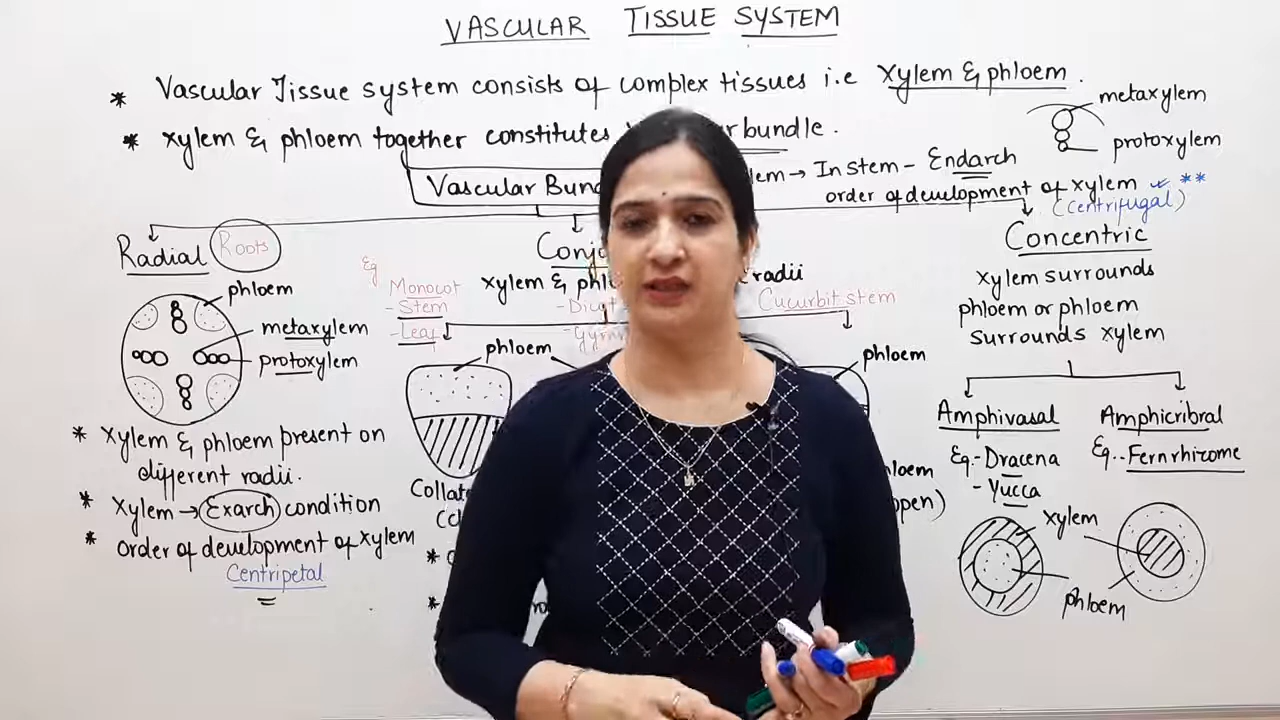 VASCULAR TISSUE SYSTEM
* Vascular Tissue system consists of complex tissues i.e Xylem & phloem.
* Xylem & phloem together constitutes bundle.
metaxylem
protoxylem
Vascular → In stem - Endarch
order of development of xylem **
(Centrifugal)
Radial Roots
phloem
metaxylem
protoxylem
* Xylem & phloem present on
different radii.
* Xylem → Exarch condition
* order of development of xylem
Centripetal
Eg
Monocot
- Stem
- Leaf
xylem & radii
Cucurbit stem
phloem
phloem
open)
Concentric
xylem surrounds
phloem or phloem
surrounds xylem
Amphivasal
Eg.- Dracena
- Yucca
Amphicribral
Eg.- Fern rhizome
xylem
phloem